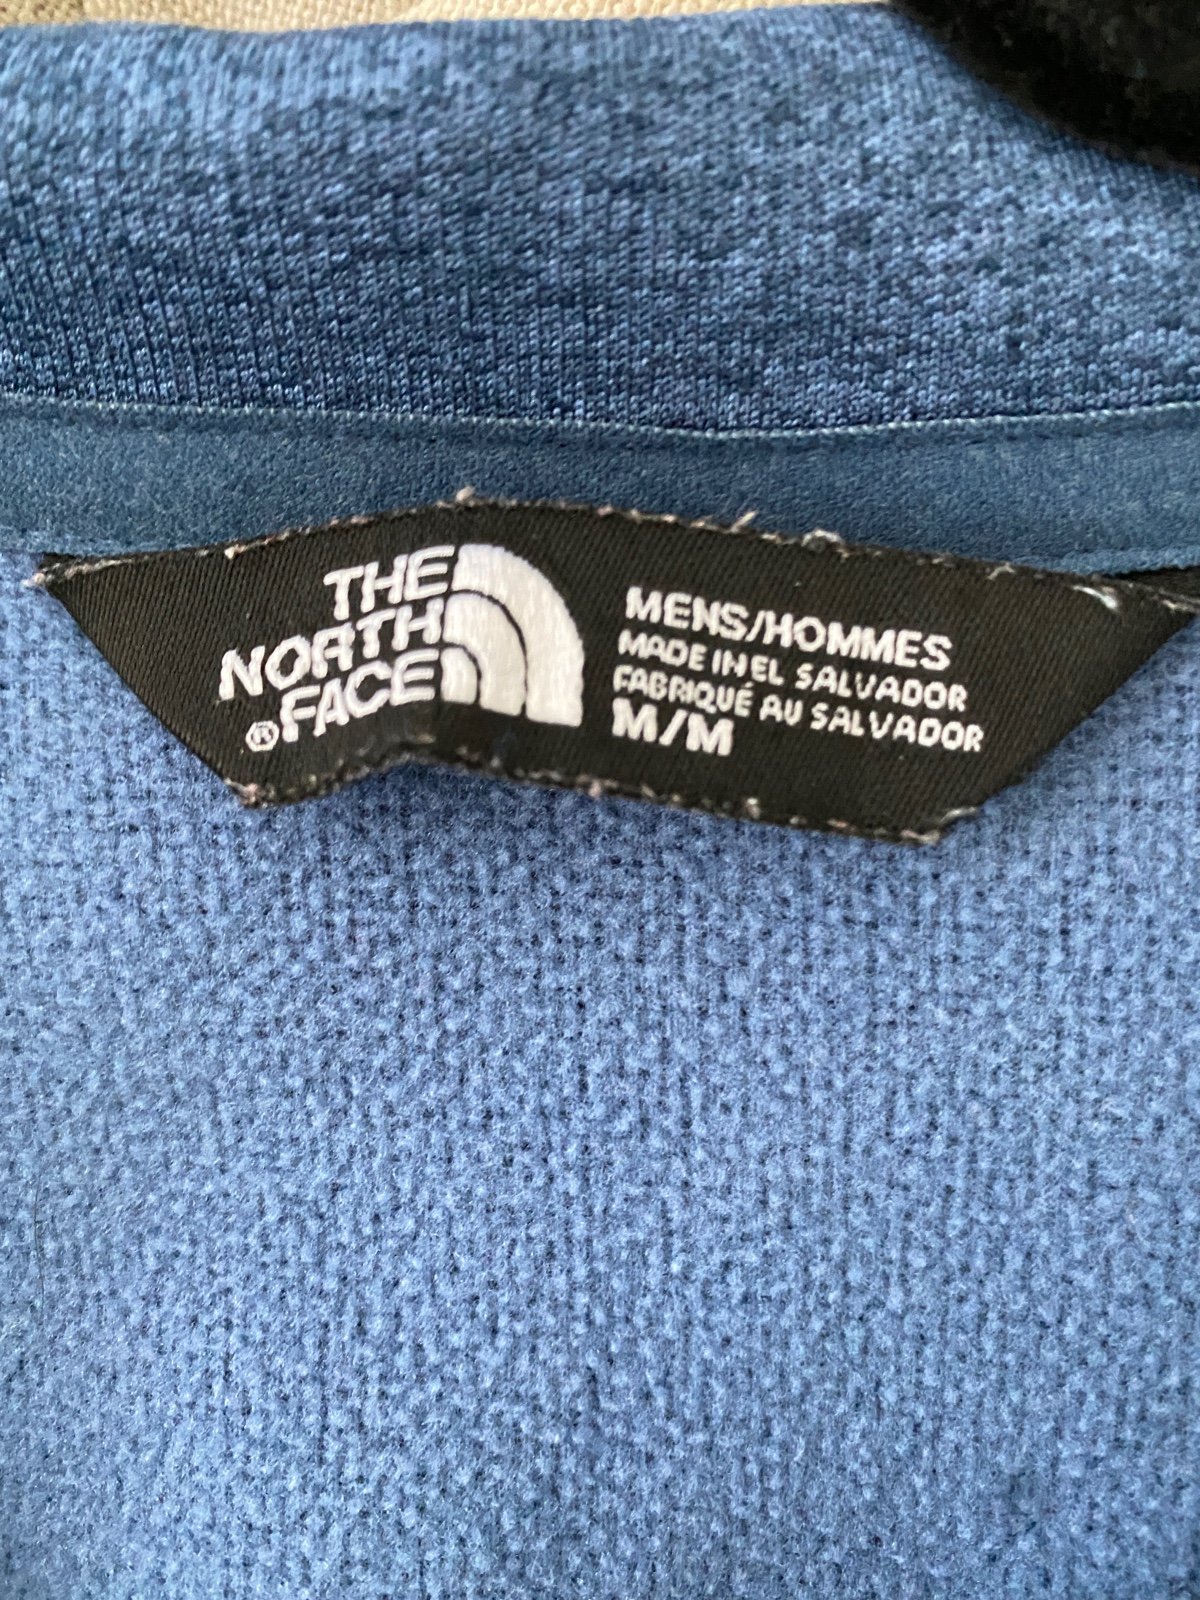 THE
NORTH
® FACE
MENS/HOMMES
MADE IN EL SALVADOR
FABRIQUÉ AU SALVADOR
M/M